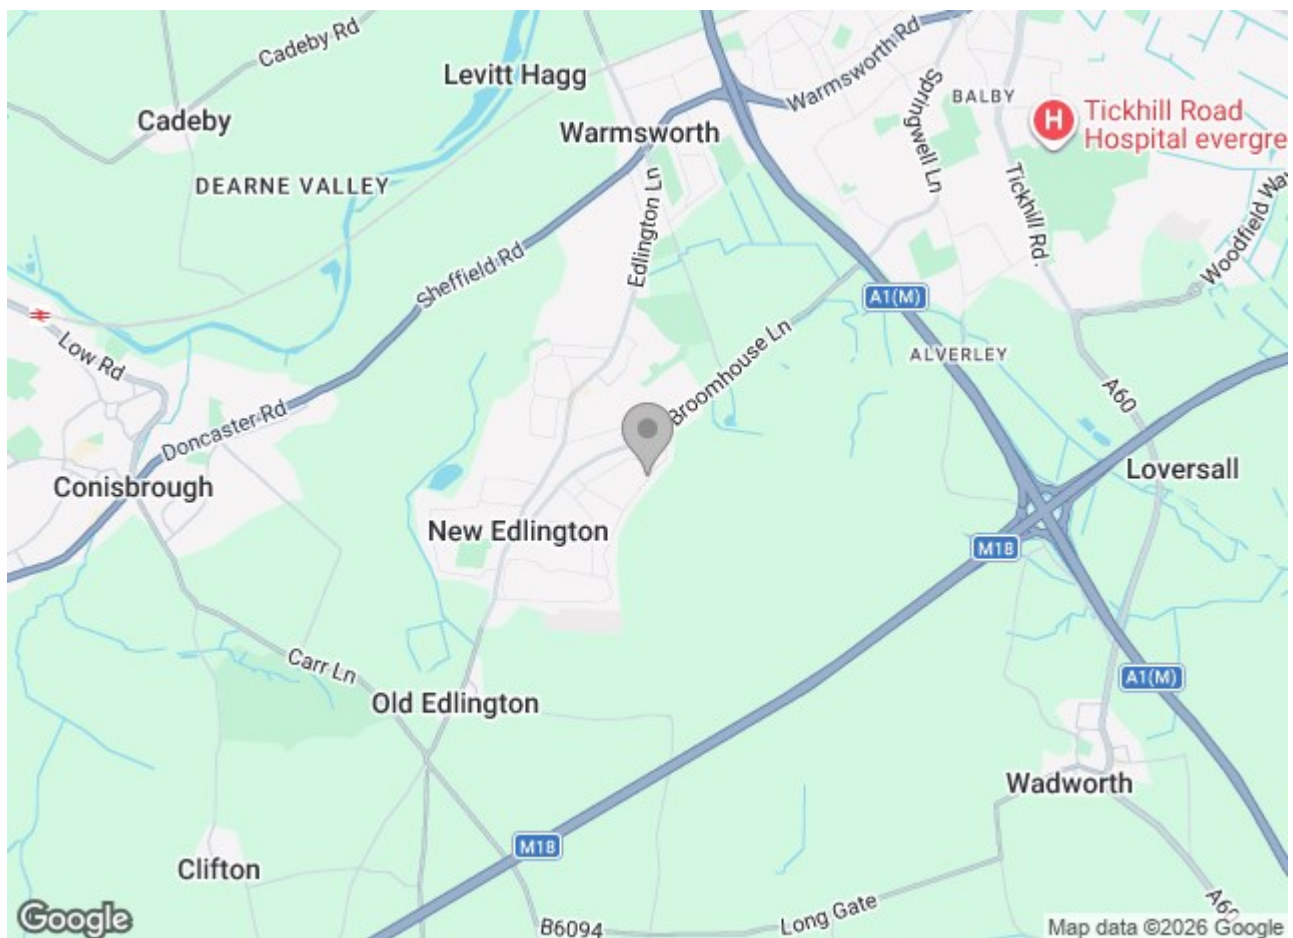 Cadeby Rd
Levitt Hagg
Warmsworth Rd
BALBY
Cadeby
Warmsworth
Springwell Ln
Tickhill Road
Hospital evergre
DEARNE VALLEY
Edlington Ln
Tickhill Rd.
Woodfield Way
Sheffield Rd
A1(M)
Low Rd
Broomhouse Ln
ALVERLEY
A60
Doncaster Rd
Conisbrough
Loversall
New Edlington
M18
Carr Ln
A1(M)
Old Edlington
Wadworth
M18
Clifton
A60
Long Gate
B6094
Google
Map data ©2026 Google
H